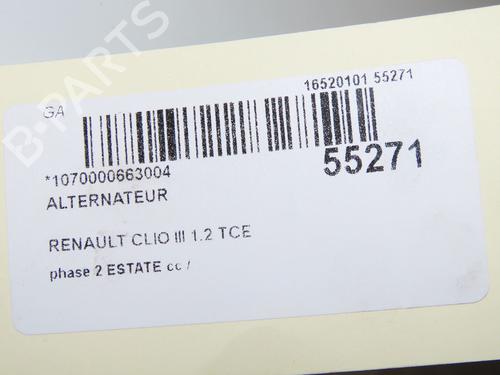 B-PARTS
GA
16520101 55271
*1070000663004
55271
ALTERNATEUR
RENAULT CLIO III 1.2 TCE
phase 2 ESTATE cc /